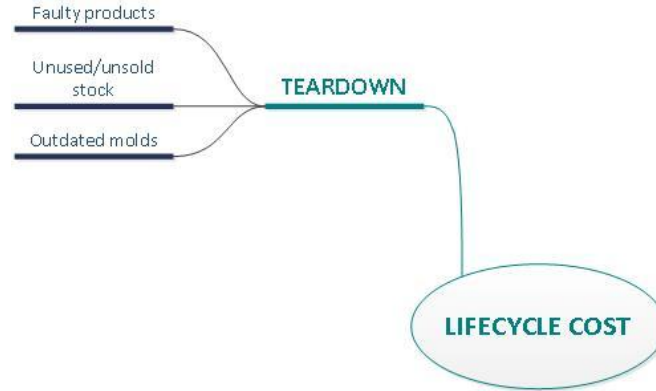 Faulty products
Unused/unsold
stock
TEARDOWN
Outdated molds
LIFECYCLE COST